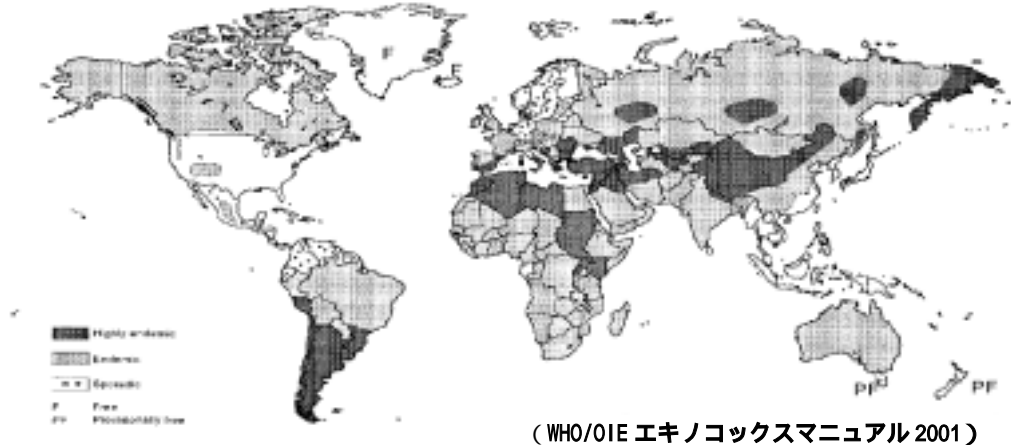 F
F
Highly endemic
Endemic
Sporadic
F Free
PF Provisionally free
PF
PF
(WHO/OIE エキノコックスマニュアル 2001)